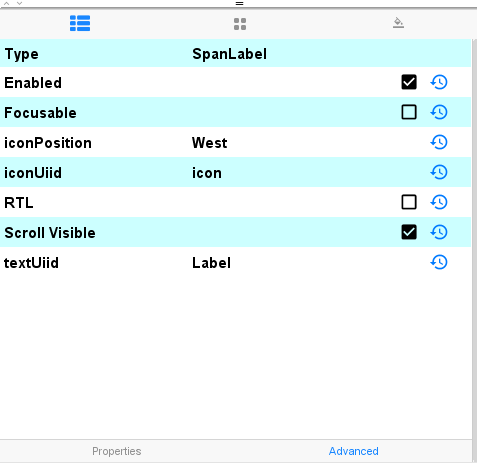 Type SpanLabel
Enabled
Focusable
iconPosition West
iconUiid icon
RTL
Scroll Visible
textUiid Label
Properties Advanced